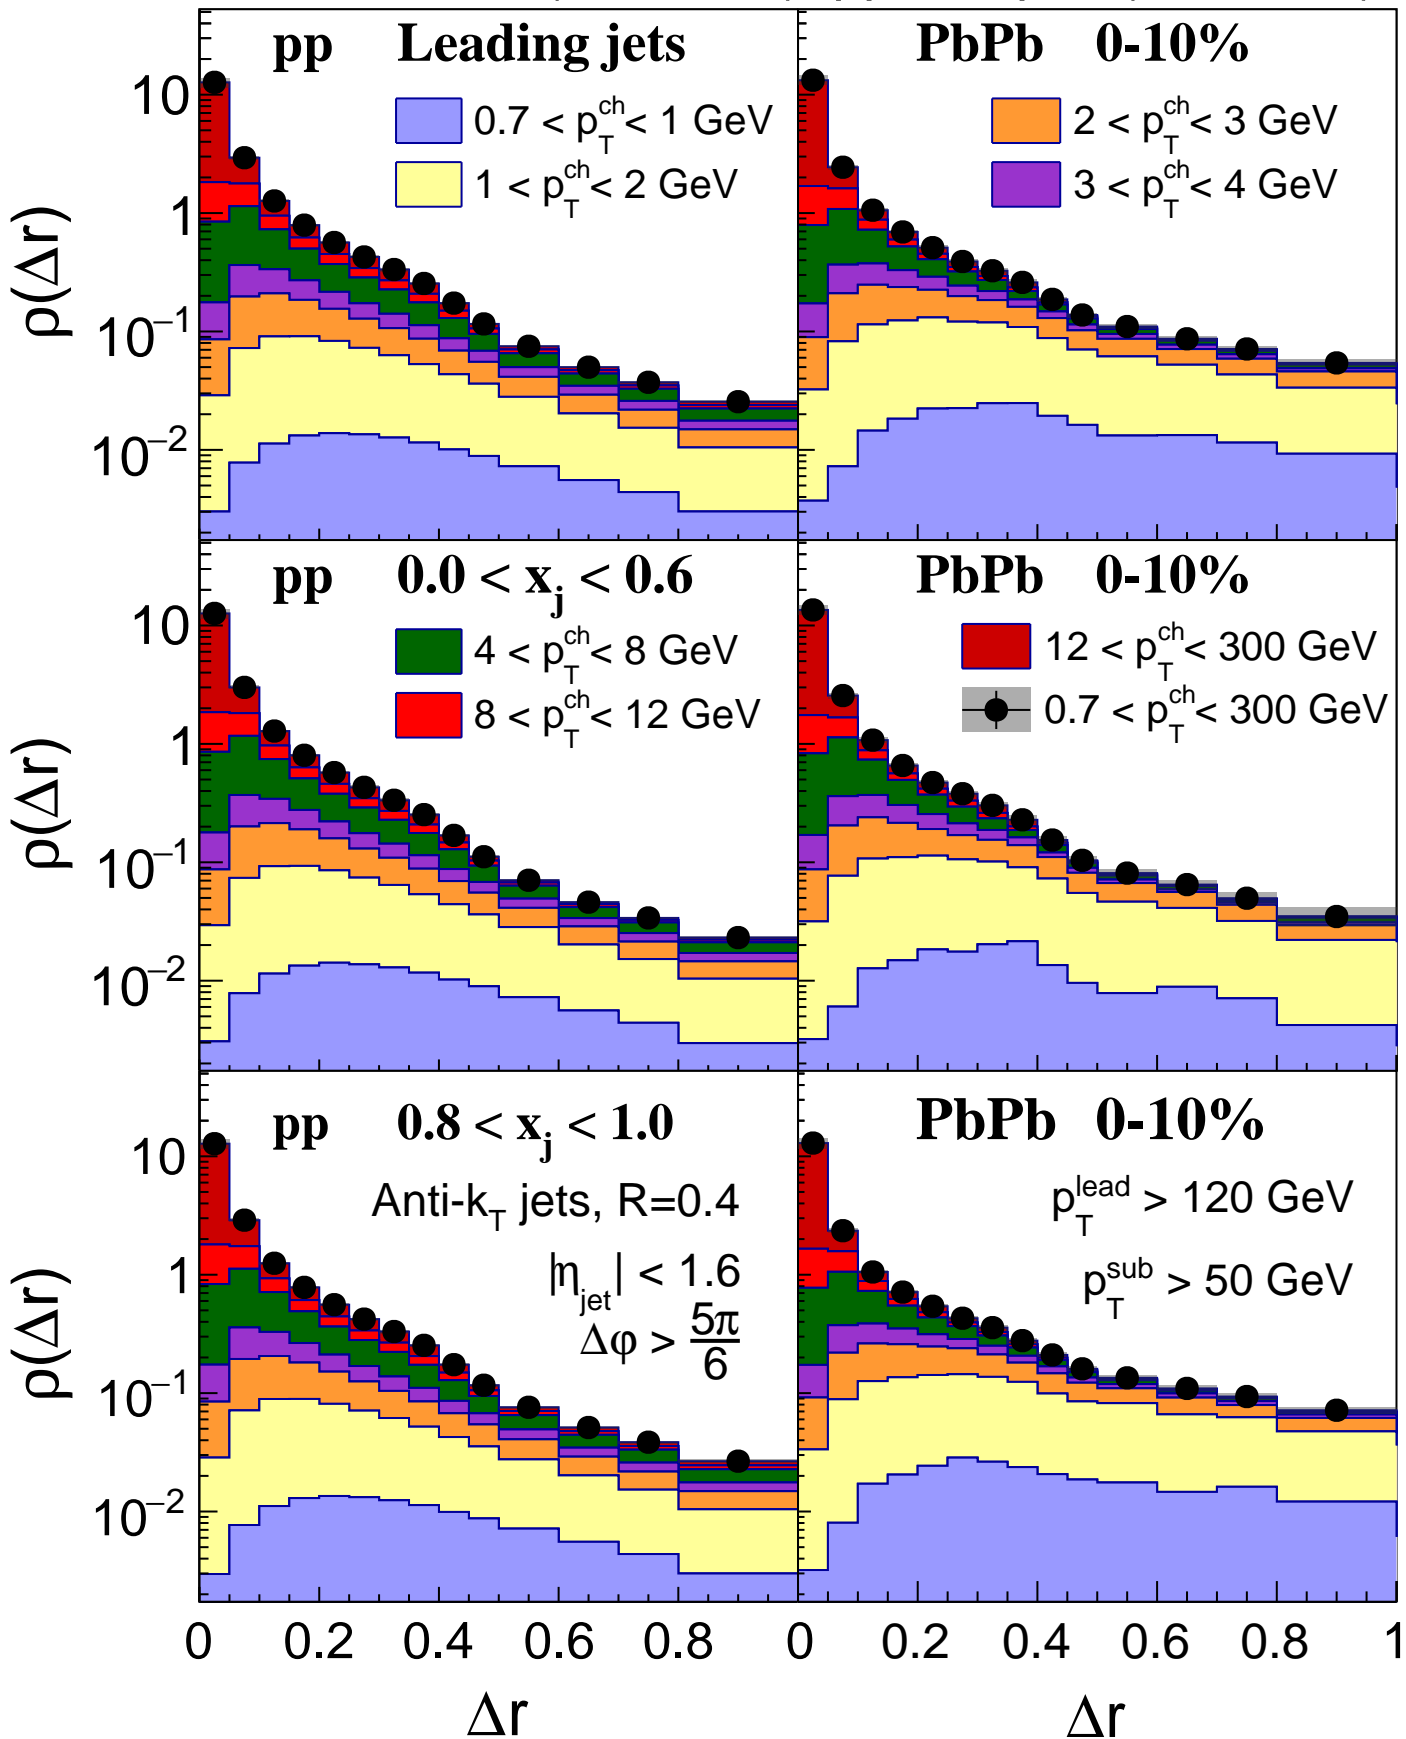 pp Leading jets
PbPb 0-10%
0.7 < p_T^ch < 1 GeV
1 < p_T^ch < 2 GeV
2 < p_T^ch < 3 GeV
3 < p_T^ch < 4 GeV
10
1
10^−1
10^−2
ρ(Δr)
pp 0.0 < x_j < 0.6
PbPb 0-10%
4 < p_T^ch < 8 GeV
8 < p_T^ch < 12 GeV
12 < p_T^ch < 300 GeV
0.7 < p_T^ch < 300 GeV
10
1
10^−1
10^−2
ρ(Δr)
pp 0.8 < x_j < 1.0
PbPb 0-10%
Anti-k_T jets, R=0.4
|η_jet| < 1.6
Δφ > 5π/6
p_T^lead > 120 GeV
p_T^sub > 50 GeV
10
1
10^−1
10^−2
ρ(Δr)
0 0.2 0.4 0.6 0.8
0 0.2 0.4 0.6 0.8 1
Δr
Δr